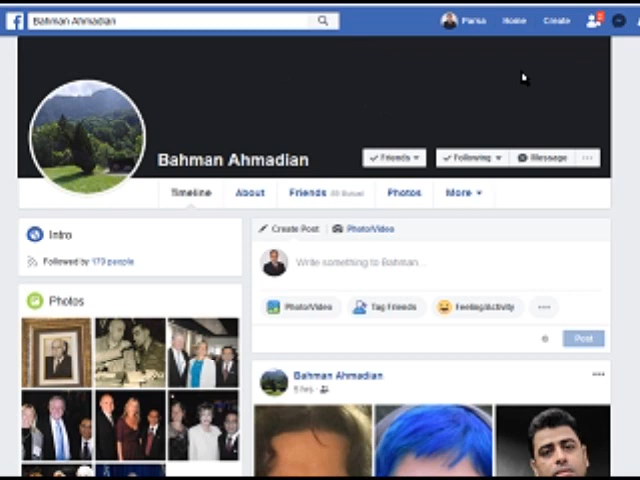 f Bahman Ahmadian
Parsa Home Create
Bahman Ahmadian
Friends Following Message ...
Timeline About Friends Photos More
Intro
Followed by 179 people
Photos
Create Post Photo/Video
Write something to Bahman...
Photo/Video Tag Friends Feeling/Activity ...
Post
Bahman Ahmadian ...
5 hrs ·